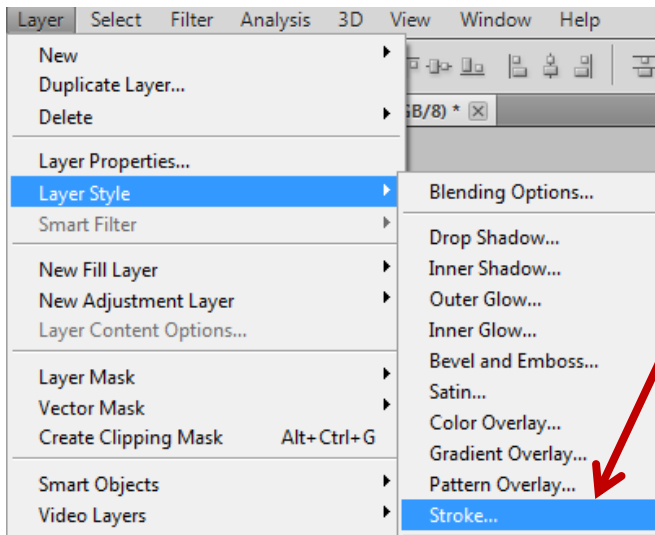 Layer Select Filter Analysis 3D View Window Help
New
Duplicate Layer...
Delete
GB/8) *
Layer Properties...
Layer Style
Smart Filter
New Fill Layer
New Adjustment Layer
Layer Content Options...
Layer Mask
Vector Mask
Create Clipping Mask Alt+Ctrl+G
Smart Objects
Video Layers
Blending Options...
Drop Shadow...
Inner Shadow...
Outer Glow...
Inner Glow...
Bevel and Emboss...
Satin...
Color Overlay...
Gradient Overlay...
Pattern Overlay...
Stroke...